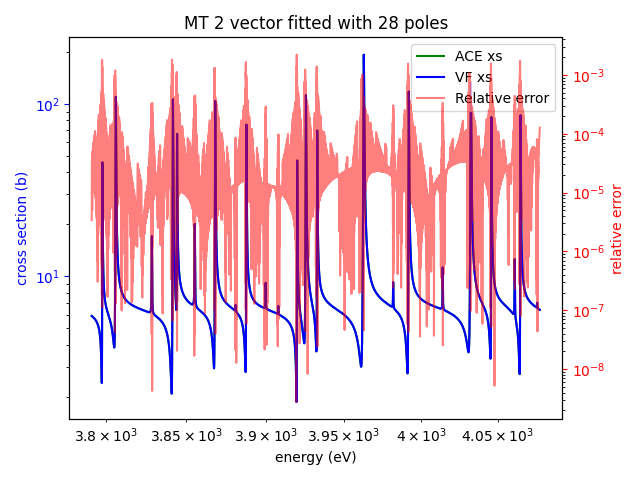 MT 2 vector fitted with 28 poles
ACE xs
VF xs
Relative error
cross section (b)
10²
10¹
relative error
10⁻³
10⁻⁴
10⁻⁵
10⁻⁶
10⁻⁷
10⁻⁸
3.8 × 10³ 3.85 × 10³ 3.9 × 10³ 3.95 × 10³ 4 × 10³ 4.05 × 10³
energy (eV)